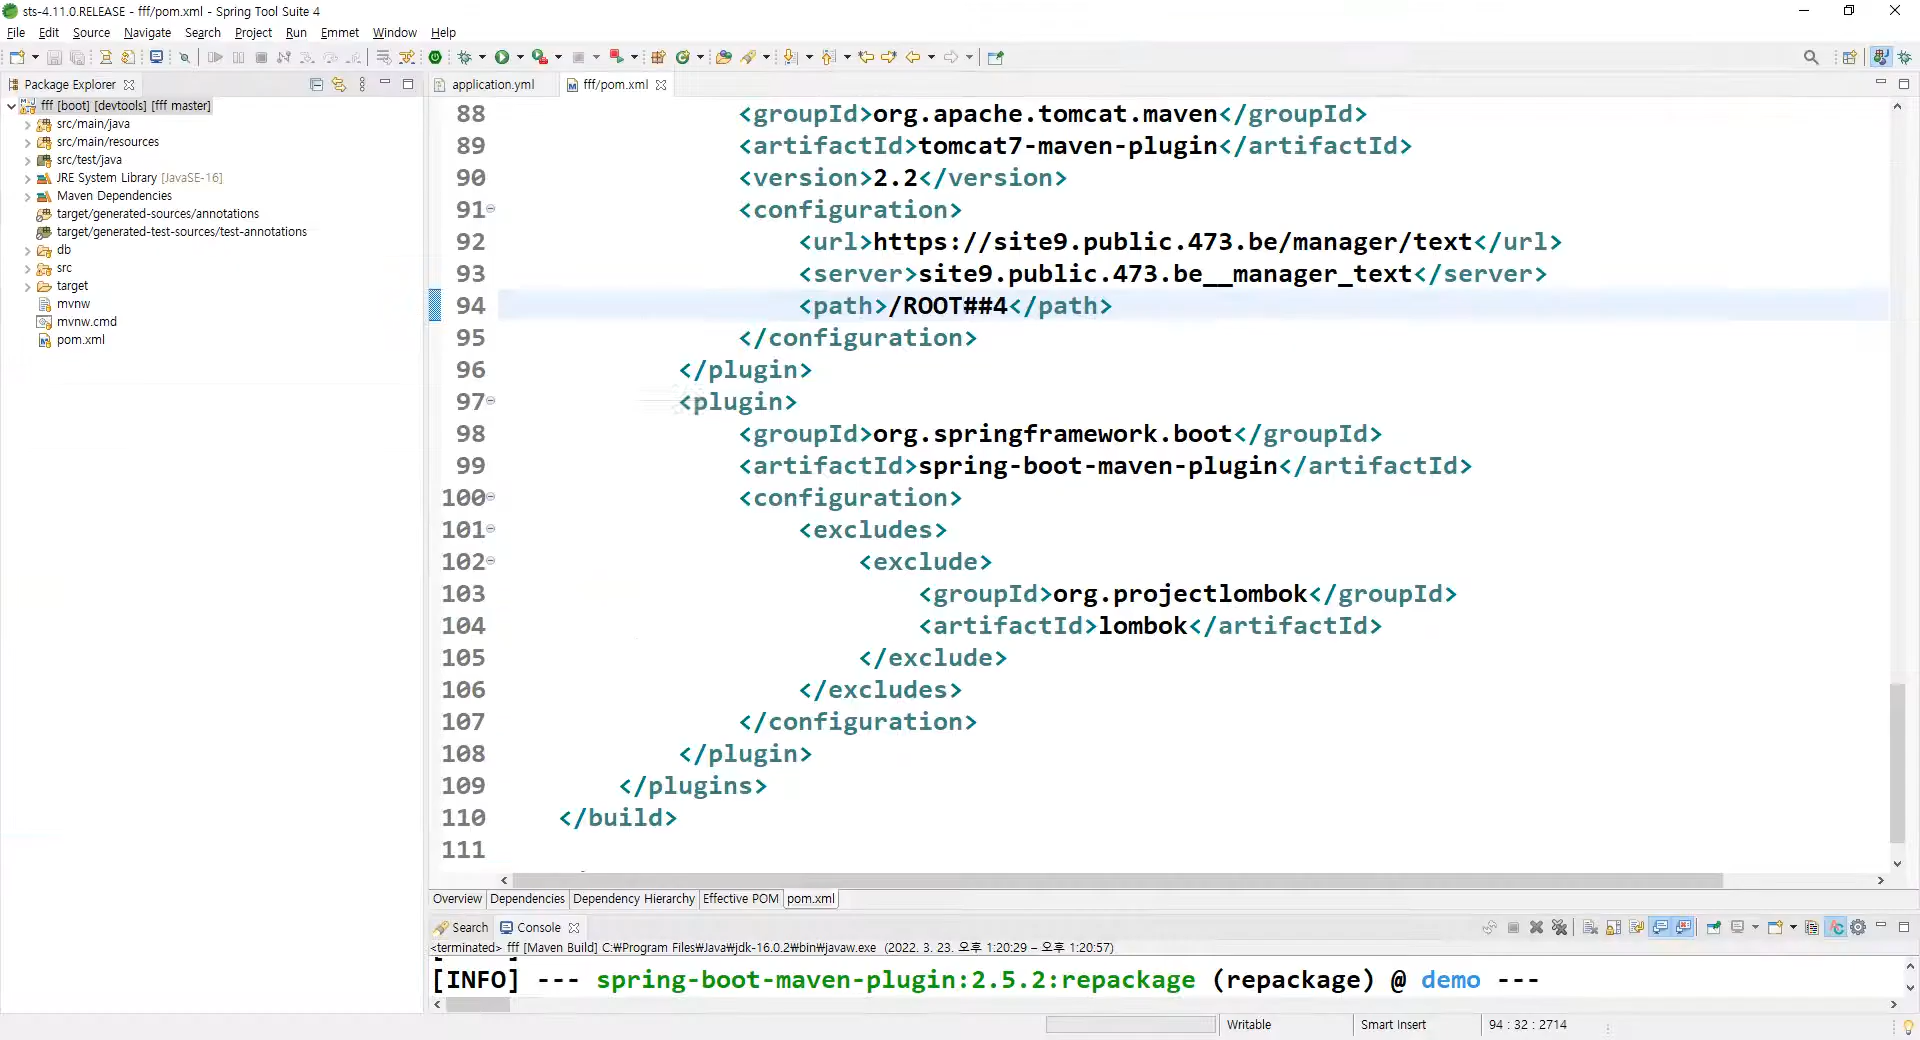 sts-4.11.0.RELEASE - fff/pom.xml - Spring Tool Suite 4
File Edit Source Navigate Search Project Run Emmet Window Help
Package Explorer
fff [boot] [devtools] [fff master]
src/main/java
src/main/resources
src/test/java
JRE System Library [JavaSE-16]
Maven Dependencies
target/generated-sources/annotations
target/generated-test-sources/test-annotations
db
src
target
mvnw
mvnw.cmd
pom.xml
application.yml fff/pom.xml
88 <groupId>org.apache.tomcat.maven</groupId>
89 <artifactId>tomcat7-maven-plugin</artifactId>
90 <version>2.2</version>
91 <configuration>
92 <url>https://site9.public.473.be/manager/text</url>
93 <server>site9.public.473.be__manager_text</server>
94 <path>/ROOT##4</path>
95 </configuration>
96 </plugin>
97 <plugin>
98 <groupId>org.springframework.boot</groupId>
99 <artifactId>spring-boot-maven-plugin</artifactId>
100 <configuration>
101 <excludes>
102 <exclude>
103 <groupId>org.projectlombok</groupId>
104 <artifactId>lombok</artifactId>
105 </exclude>
106 </excludes>
107 </configuration>
108 </plugin>
109 </plugins>
110 </build>
111
Overview Dependencies Dependency Hierarchy Effective POM pom.xml
Search Console
<terminated> fff [Maven Build] C:₩Program Files₩Java₩jdk-16.0.2₩bin₩javaw.exe (2022. 3. 23. 오후 1:20:29 – 오후 1:20:57)
[INFO] --- spring-boot-maven-plugin:2.5.2:repackage (repackage) @ demo ---
Writable Smart Insert 94 : 32 : 2714